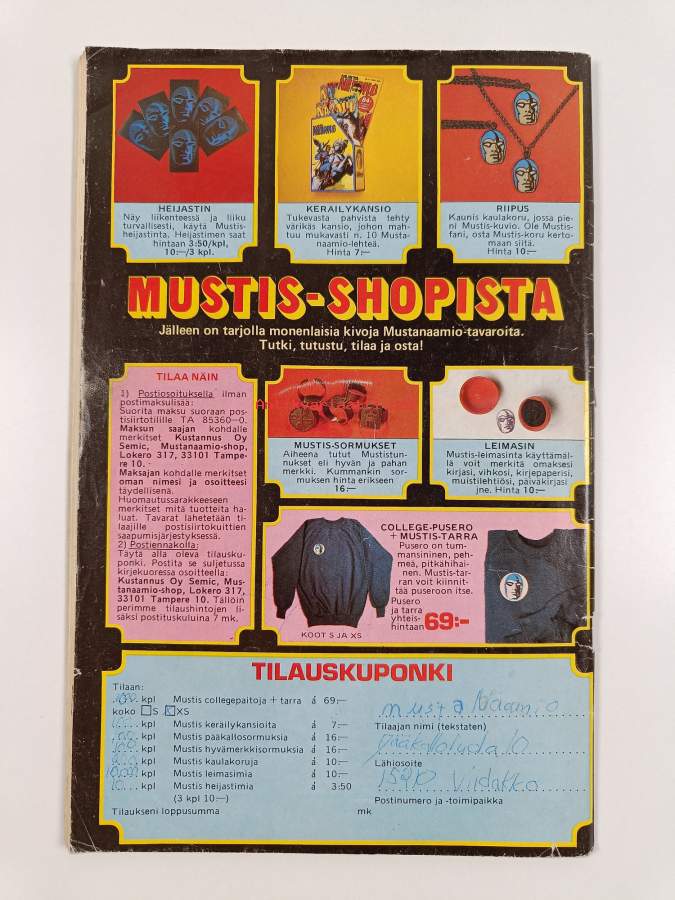 HEIJASTIN
Näy liikenteessä ja liiku
turvallisesti, käytä Mustis-
heijastinta. Heijastimen saat
hintaan 3:50/kpl,
10:—/3 kpl.
KERÄILYKANSIO
Tukevasta pahvista tehty
värikäs kansio, johon mah-
tuu mukavasti n. 10 Musta-
naamio-lehteä.
Hinta 7:—
RIIPUS
Kaunis kaulakoru, jossa pie-
ni Mustis-kuvio. Ole Mustis-
fani, osta Mustis-koru kerto-
maan siitä.
Hinta 10:—
MUSTIS-SHOPISTA
Jälleen on tarjolla monenlaisia kivoja Mustanaamio-tavaroita.
Tutki, tutustu, tilaa ja osta!
TILAA NÄIN
1) Postiosoituksella ilman
postimaksulisää:
Suorita maksu suoraan pos-
tisiirtotilille TA 85360—0.
Maksun saajan kohdalle
merkitset Kustannus Oy
Semic, Mustanaamio-shop,
Lokero 317, 33101 Tampe-
re 10.
Maksajan kohdalle merkitset
oman nimesi ja osoitteesi
täydellisenä.
Huomautussarakkeeseen
merkitset mitä tuotteita ha-
luat. Tavarat lähetetään ti-
laajille postisiirtokuittien
saapumisjärjestyksessä.
2) Postiennakolla:
Täytä alla oleva tilausku-
ponki. Postita se suljetussa
kirjekuoressa osoitteella:
Kustannus Oy Semic, Mus-
tanaamio-shop, Lokero 317,
33101 Tampere 10. Tällöin
perimme tilaushintojen li-
säksi postituskuluina 7 mk.
MUSTIS-SORMUKSET
Aiheena tutut Mustistun-
nukset eli hyvän ja pahan
merkki. Kummankin sor-
muksen hinta erikseen
16:—
LEIMASIN
Mustis-leimasinta käyttämäl-
lä voit merkitä omaksesi
kirjasi, vihkosi, kirjepaperisi,
muistilehtiösi, päiväkirjasi
jne. Hinta 10:—
COLLEGE-PUSERO
+ MUSTIS-TARRA
Pusero on tum-
mansininen, peh-
meä, pitkähihai-
nen. Mustis-tar-
ran voit kiinnit-
tää puseroon itse.
Pusero
ja tarra
yhteis-
hintaan 69:-
KOOT S JA XS
TILAUSKUPONKI
Tilaan:
kpl Mustis collegepaitoja + tarra á 69:—
koko S XS
kpl Mustis keräilykansioita á 7:—
kpl Mustis pääkallosormuksia á 16:—
kpl Mustis hyvämerkkisormuksia á 16:—
kpl Mustis kaulakoruja á 10:—
10,000 kpl Mustis leimasimia á 10:—
10 kpl Mustis heijastimia á 3:50
(3 kpl 10:—)
Tilaukseni loppusumma mk
musta Naamio
Tilaajan nimi (tekstaten)
10
Lähiosoite
Viidakko
Postinumero ja -toimipaikka